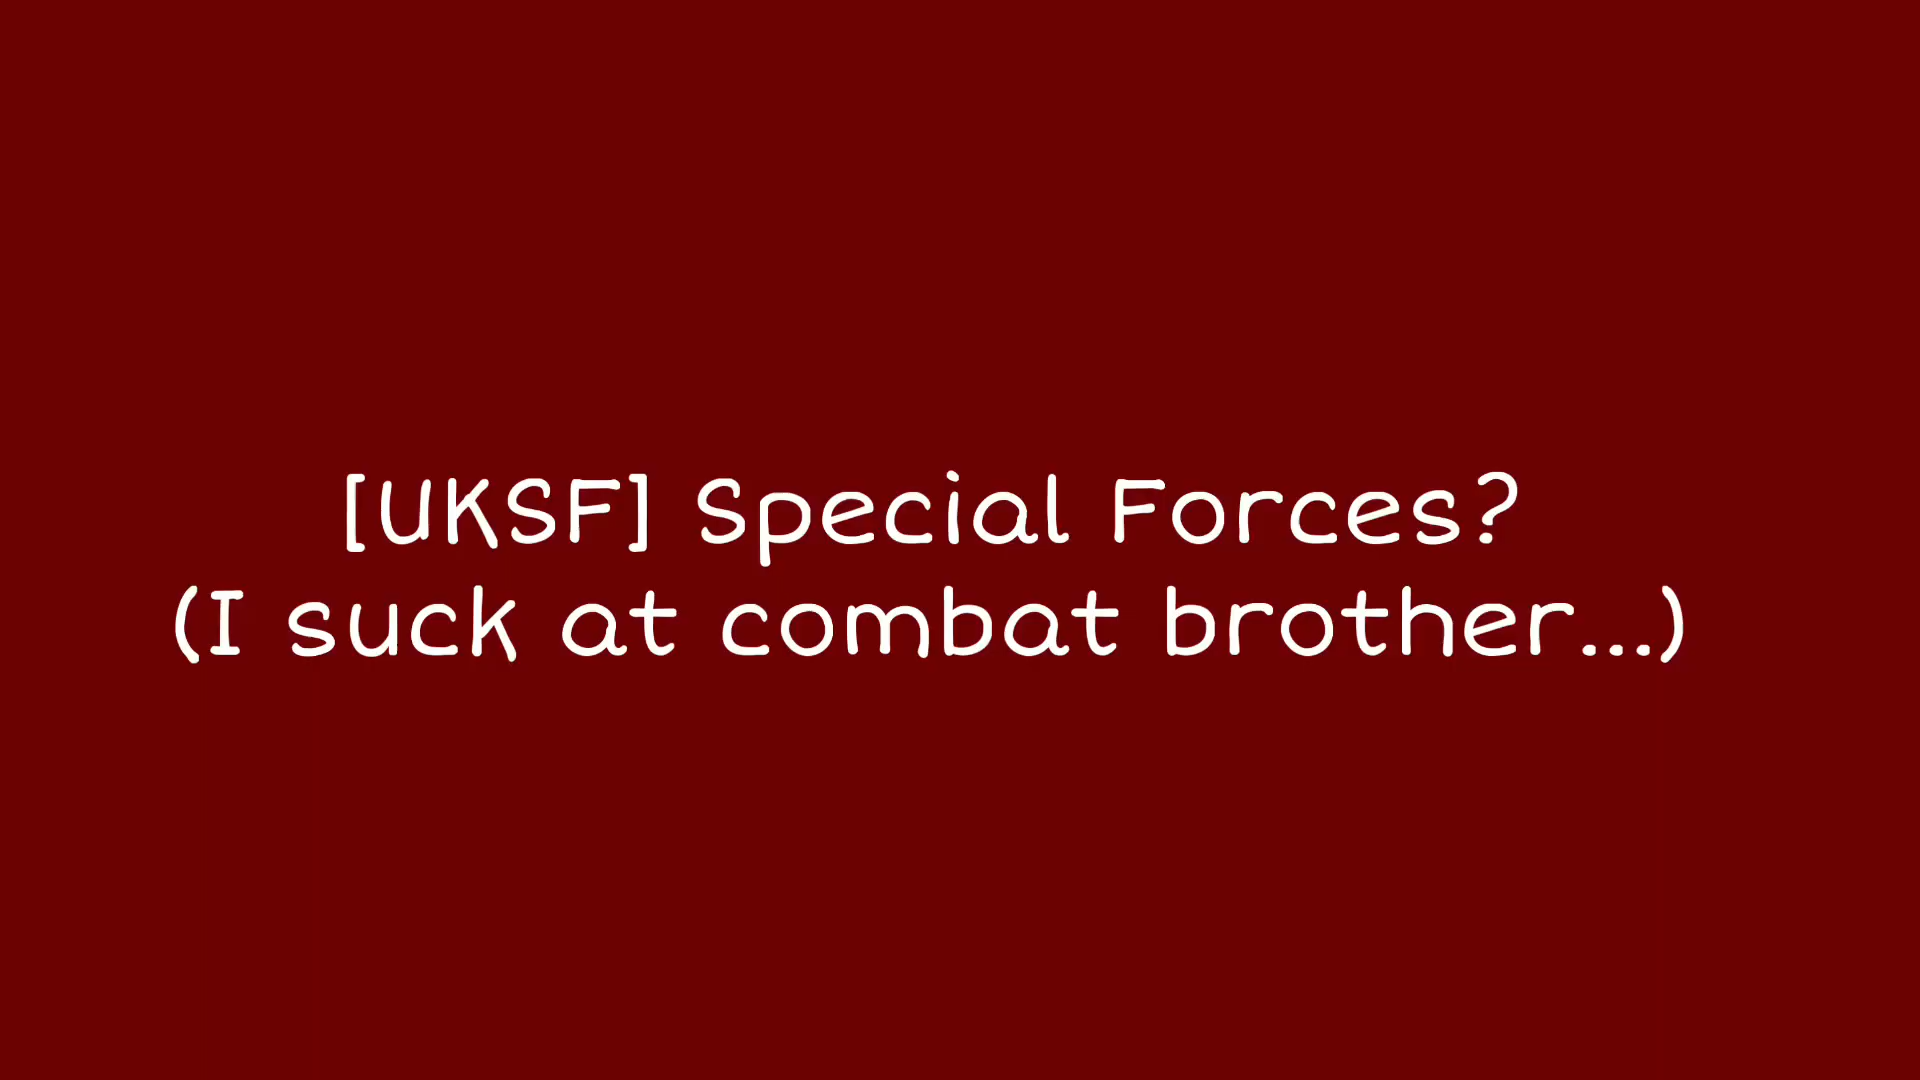 [UKSF] Special Forces?
(I suck at combat brother...)